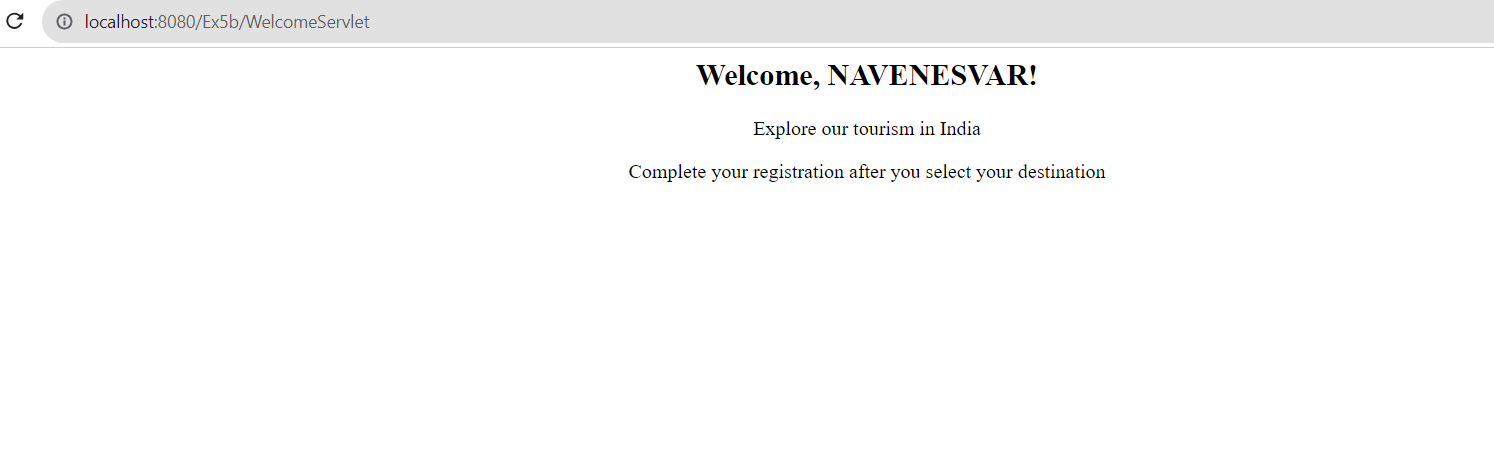 localhost:8080/Ex5b/WelcomeServlet
Welcome, NAVENESVAR!
Explore our tourism in India
Complete your registration after you select your destination